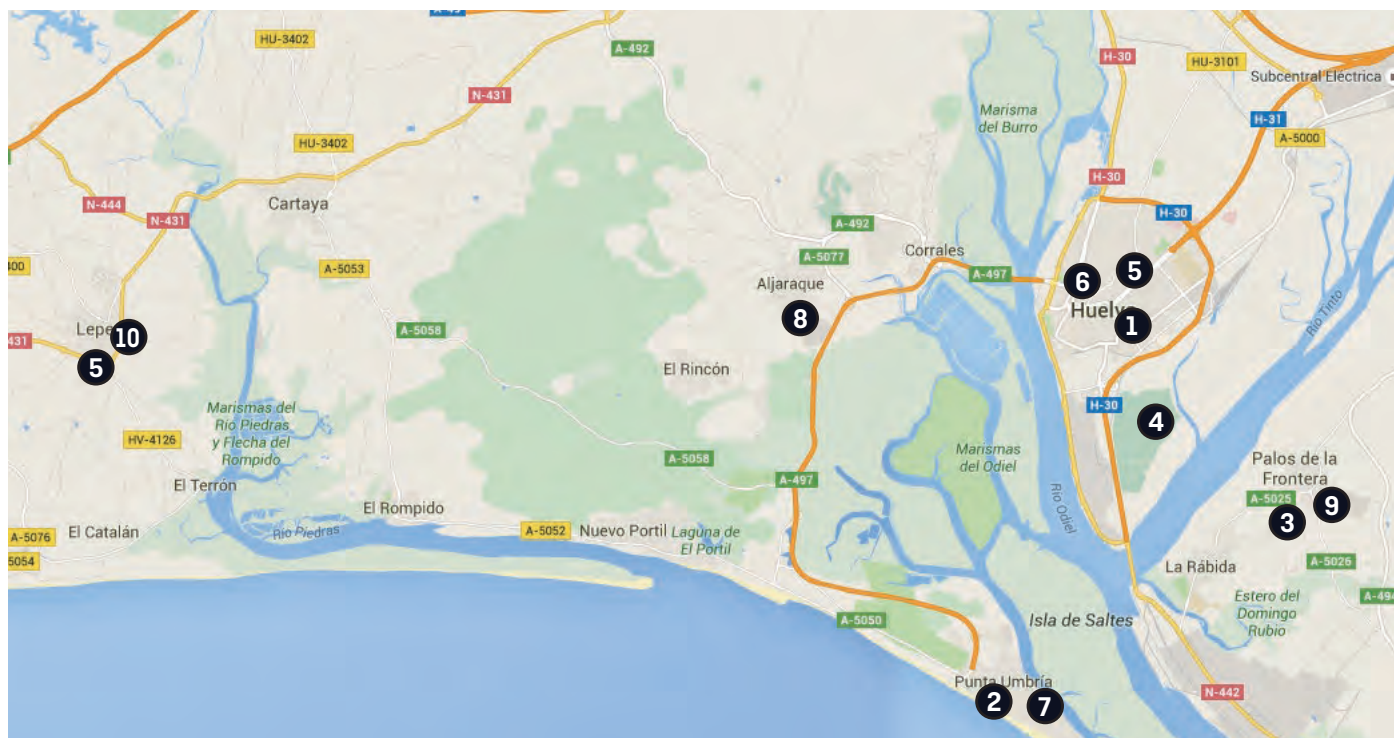 HU-3402
A-492
H-30
HU-3101
Subcentral Eléctrica
N-431
Marisma
del Burro
H-31
HU-3402
A-5000
N-444
Cartaya
H-30
N-431
H-30
A-492
A-5077
Corrales
400
A-5053
A-497
6
5
Aljaraque
Huelv
8
1
Río Tinto
Lepe
10
A-5058
431
5
El Rincón
Marismas del
Río Piedras
y Flecha del
Rompido
H-30
4
HV-4126
Marismas
del Odiel
A-5058
Palos de la
Frontera
A-497
El Terrón
A-5025
9
Río Odiel
El Rompido
3
El Catalán
Río Piedras
A-5052
Nuevo Portil
Laguna de
El Portil
A-5076
5054
La Rábida
A-5026
Estero del
Domingo
Rubio
A-494
A-5050
Isla de Saltes
Punta Umbría
2
7
N-442